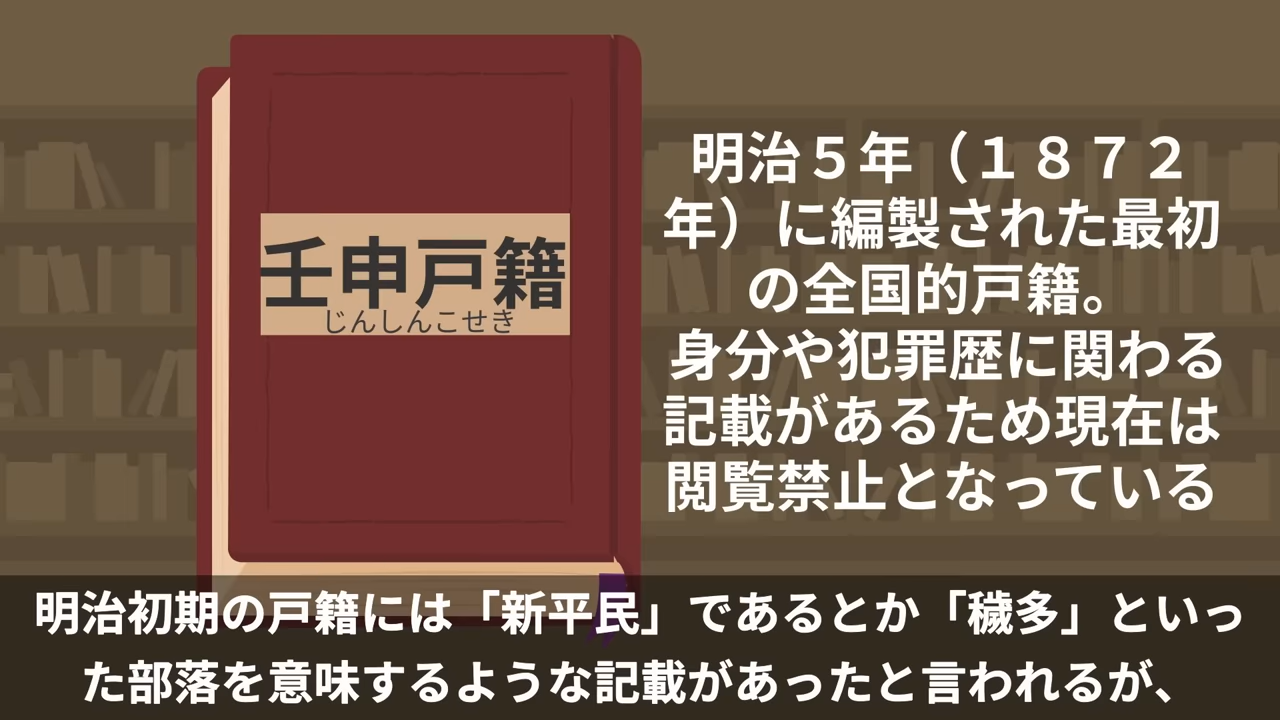 壬申戸籍
じんしんこせき
明治５年（１８７２
年）に編製された最初
の全国的戸籍。
身分や犯罪歴に関わる
記載があるため現在は
閲覧禁止となっている
明治初期の戸籍には「新平民」であるとか「穢多」といっ
た部落を意味するような記載があったと言われるが、